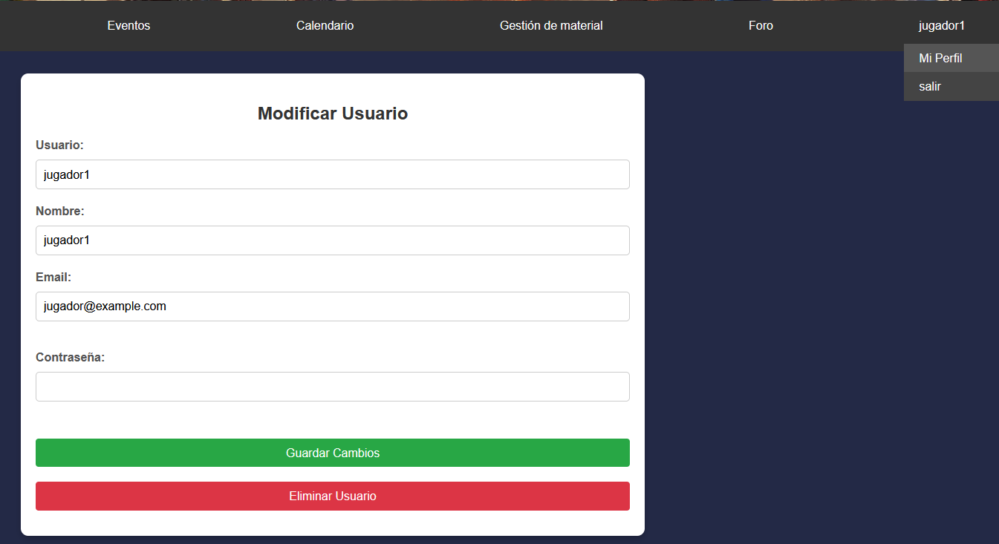 Eventos Calendario Gestión de material Foro jugador1
Mi Perfil
salir
Modificar Usuario
Usuario:
jugador1
Nombre:
jugador1
Email:
jugador@example.com
Contraseña:
Guardar Cambios
Eliminar Usuario